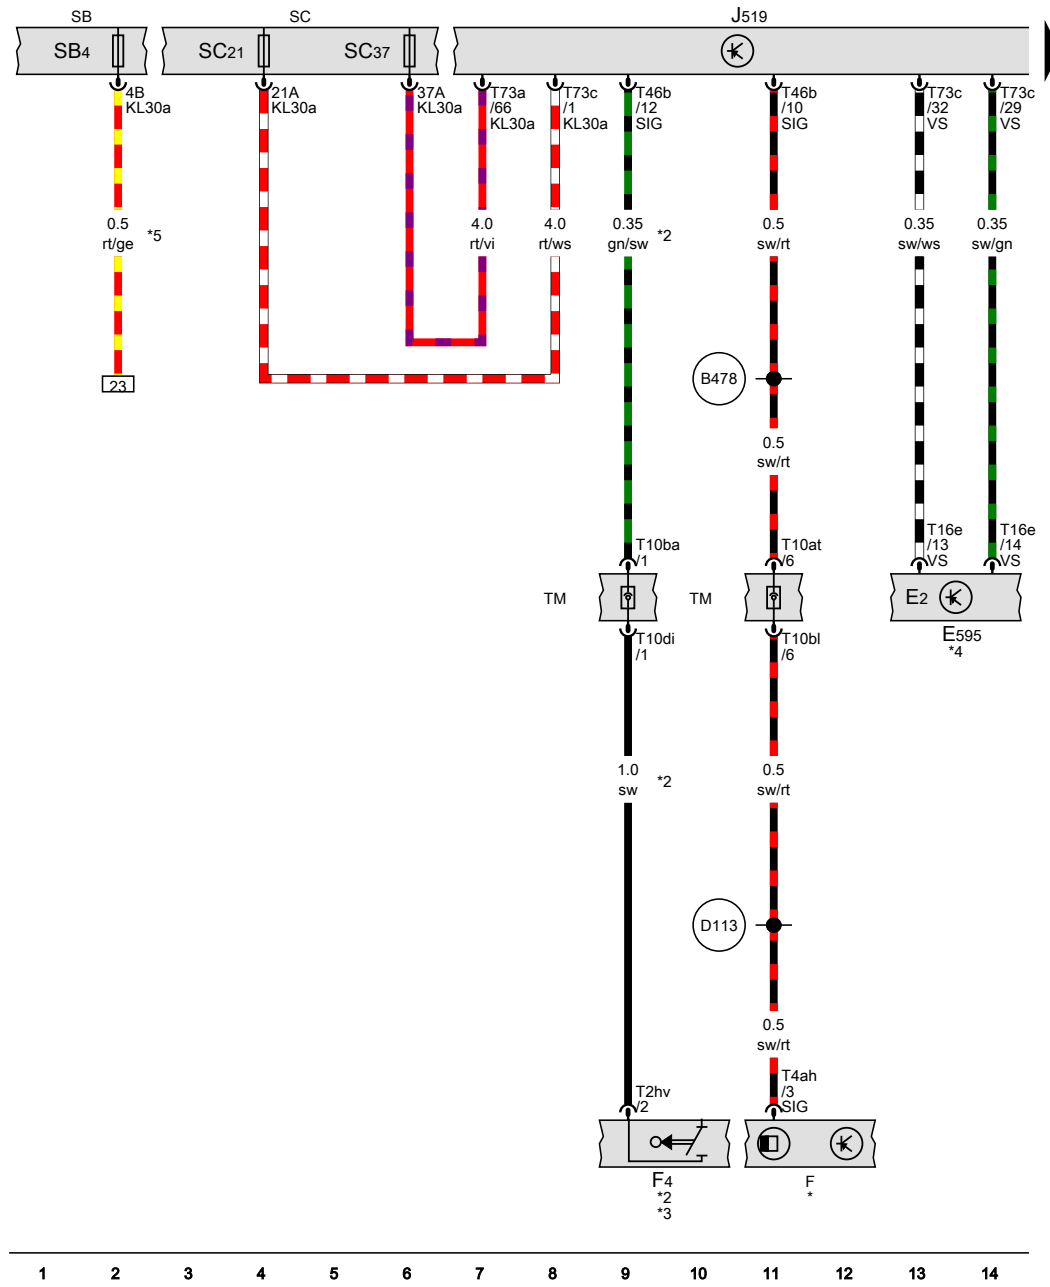 SB SC J519
SB4 SC21 SC37
4B
KL30a
21A
KL30a
37A
KL30a
T73a
/66
KL30a
T73c
/1
KL30a
T46b
/12
SIG
T46b
/10
SIG
T73c
/32
VS
T73c
/29
VS
0.5
rt/ge
*5
4.0
rt/vi
4.0
rt/ws
0.35
gn/sw
*2
0.5
sw/rt
0.35
sw/ws
0.35
sw/gn
23
B478
0.5
sw/rt
T10ba
/1
T10at
/6
T16e
/13
VS
T16e
/14
VS
TM
TM
E2
E595
*4
T10di
/1
T10bl
/6
1.0
sw
*2
0.5
sw/rt
D113
0.5
sw/rt
T2hv
/2
T4ah
/3
SIG
F4
*2
*3
F
*
1 2 3 4 5 6 7 8 9 10 11 12 13 14